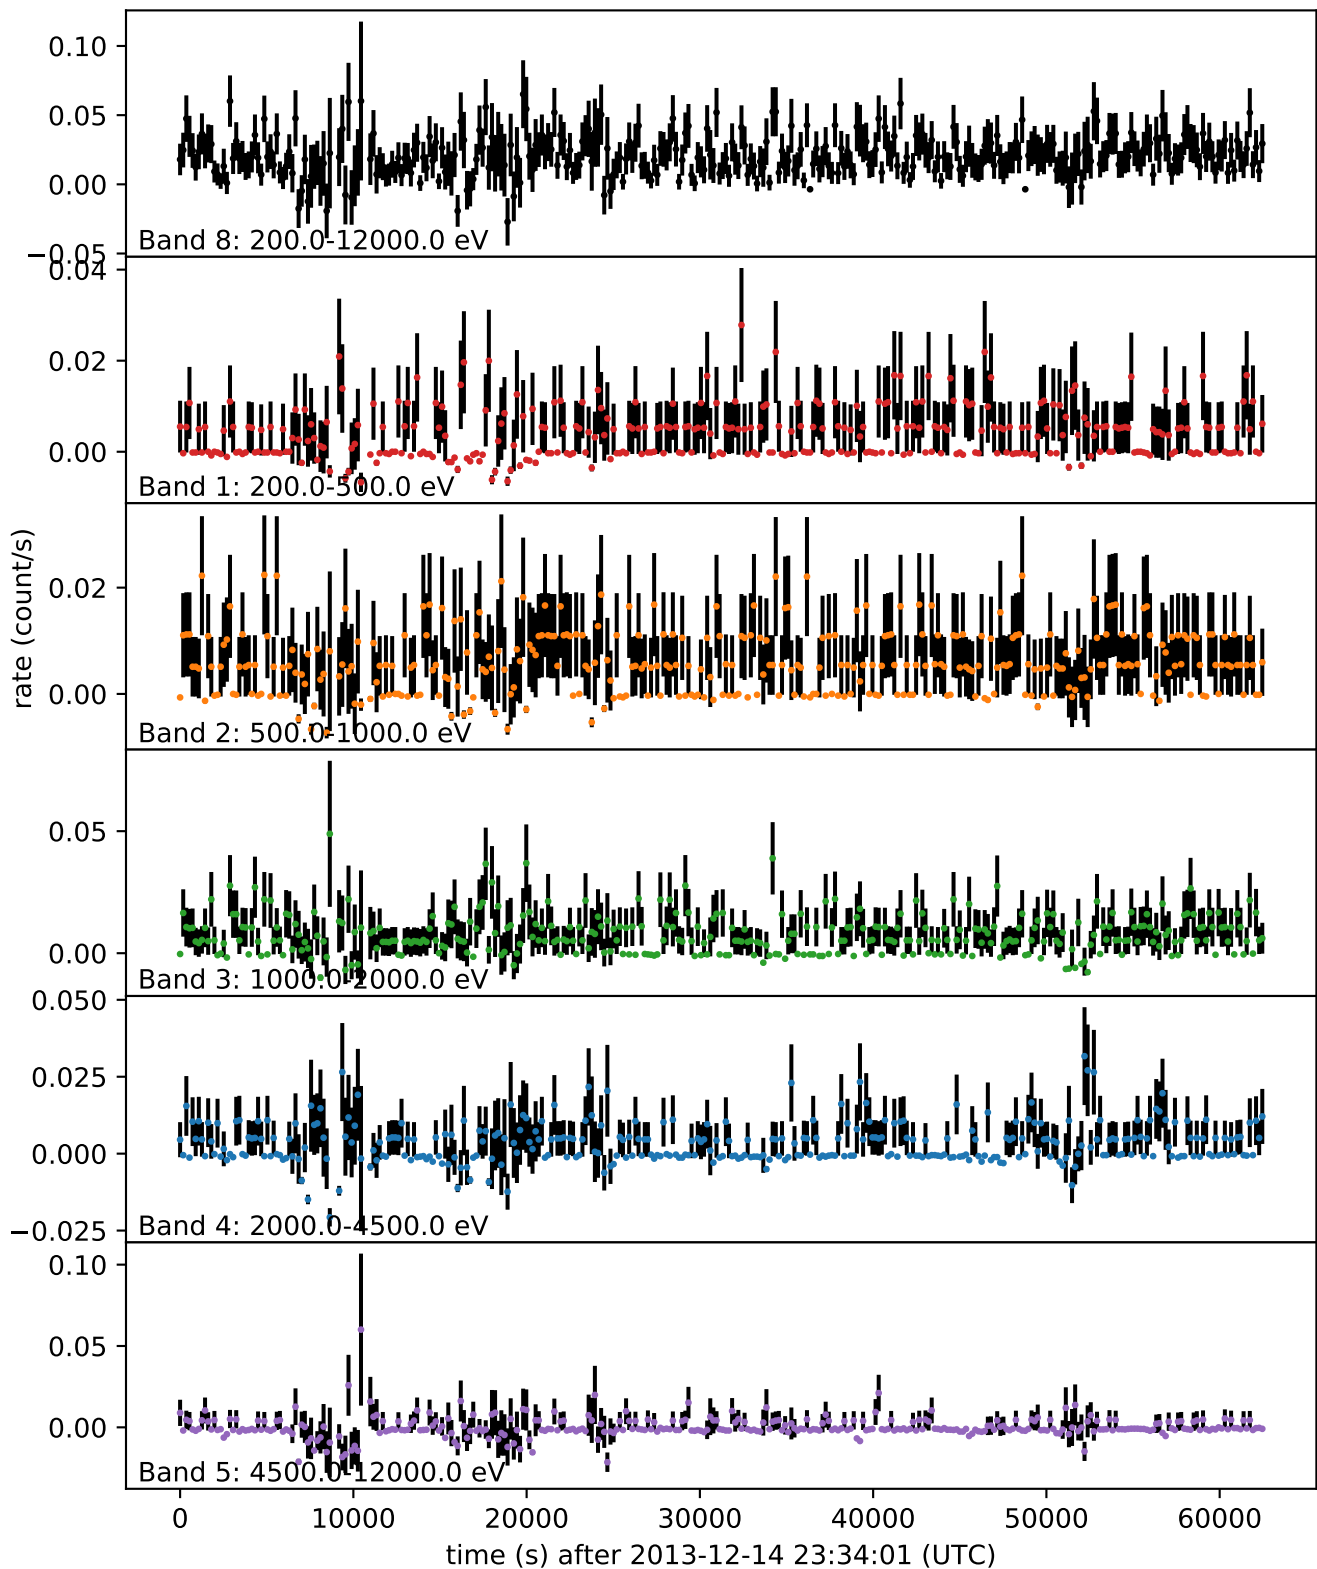 0.10
0.05
0.00
−0.05
Band 8: 200.0-12000.0 eV
0.04
0.02
0.00
Band 1: 200.0-500.0 eV
rate (count/s)
0.02
0.00
Band 2: 500.0-1000.0 eV
0.05
0.00
Band 3: 1000.0-2000.0 eV
0.050
0.025
0.000
−0.025
Band 4: 2000.0-4500.0 eV
0.10
0.05
0.00
Band 5: 4500.0-12000.0 eV
0 10000 20000 30000 40000 50000 60000
time (s) after 2013-12-14 23:34:01 (UTC)